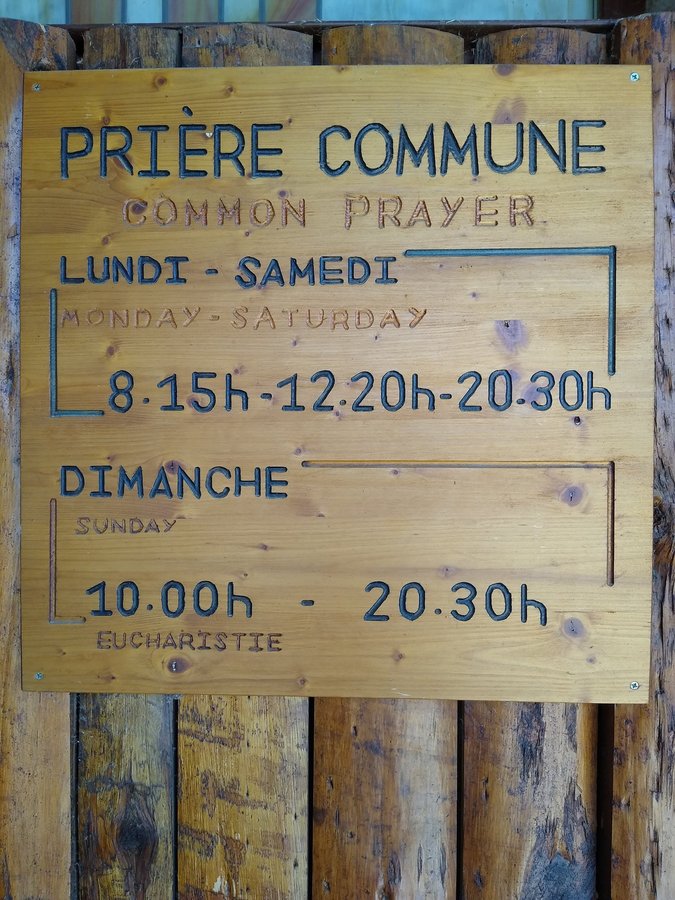 PRIÈRE COMMUNE
COMMON PRAYER
LUNDI - SAMEDI
MONDAY - SATURDAY
8.15h - 12.20h - 20.30h
DIMANCHE
SUNDAY
10.00h - 20.30h
EUCHARISTIE